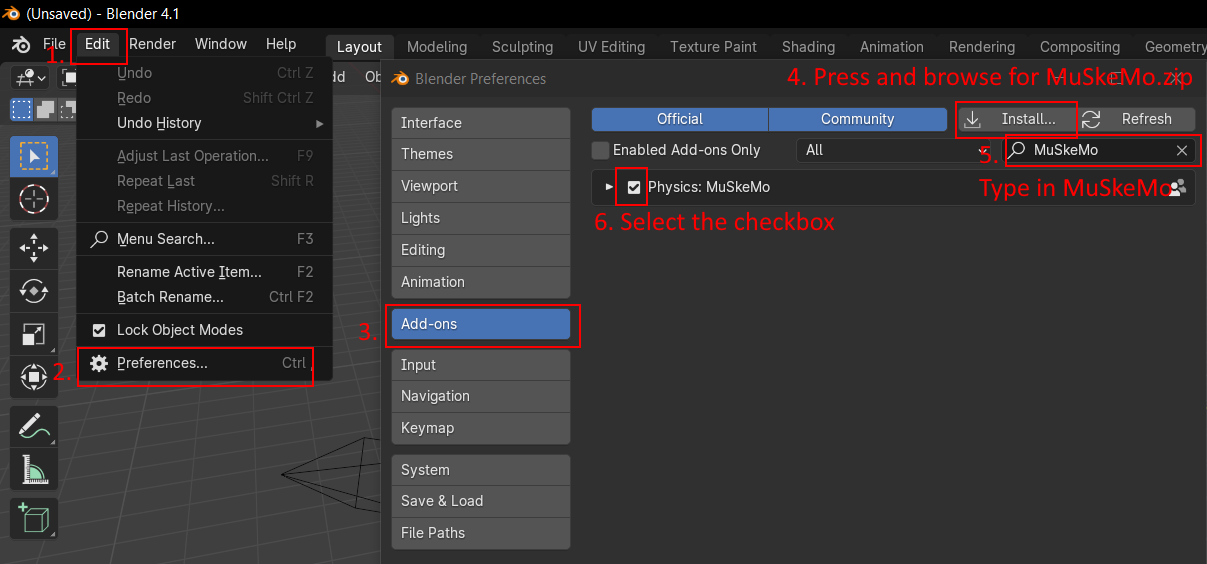 (Unsaved) - Blender 4.1
1.
File Edit Render Window Help
Layout Modeling Sculpting UV Editing Texture Paint Shading Animation Rendering Compositing Geometry
Undo Ctrl Z
Redo Shift Ctrl Z
Undo History
Adjust Last Operation... F9
Repeat Last Shift R
Repeat History...
Menu Search... F3
Rename Active Item... F2
Batch Rename... Ctrl F2
Lock Object Modes
2.
Preferences... Ctrl ,
Blender Preferences
4. Press and browse for MuSkeMo.zip
Interface
Themes
Viewport
Lights
Editing
Animation
3.
Add-ons
Input
Navigation
Keymap
System
Save & Load
File Paths
Official Community Install... Refresh
Enabled Add-ons Only All
5.
MuSkeMo
Type in MuSkeMo
Physics: MuSkeMo
6. Select the checkbox